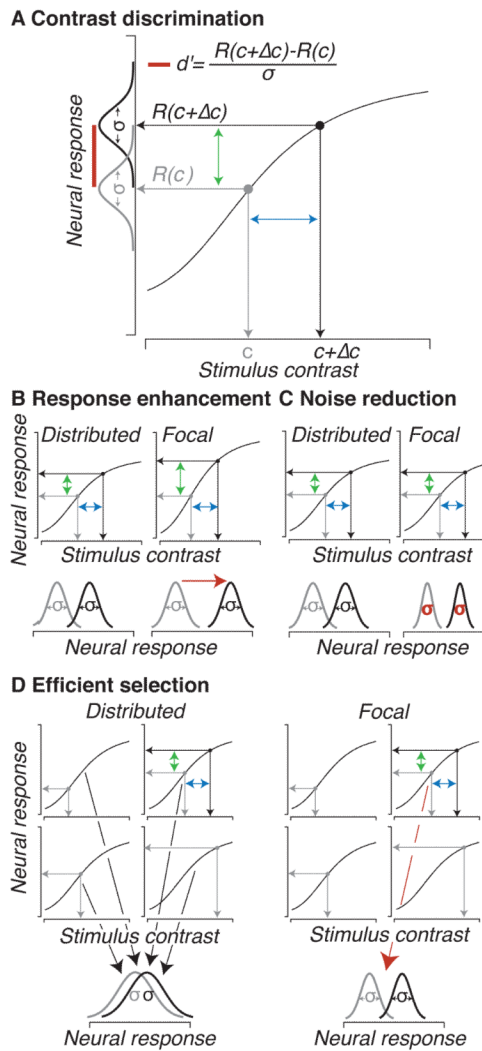 A Contrast discrimination
d'= R(c+Δc)-R(c)
σ
R(c+Δc)
σ
R(c)
σ
Neural response
c
c+Δc
Stimulus contrast
B Response enhancement
Distributed
Focal
Neural response
Stimulus contrast
σ
σ
σ
σ
Neural response
C Noise reduction
Distributed
Focal
Stimulus contrast
σ
σ
σ
σ
Neural response
D Efficient selection
Distributed
Focal
Neural response
Neural response
Stimulus contrast
Stimulus contrast
σ σ
σ
σ
Neural response
Neural response